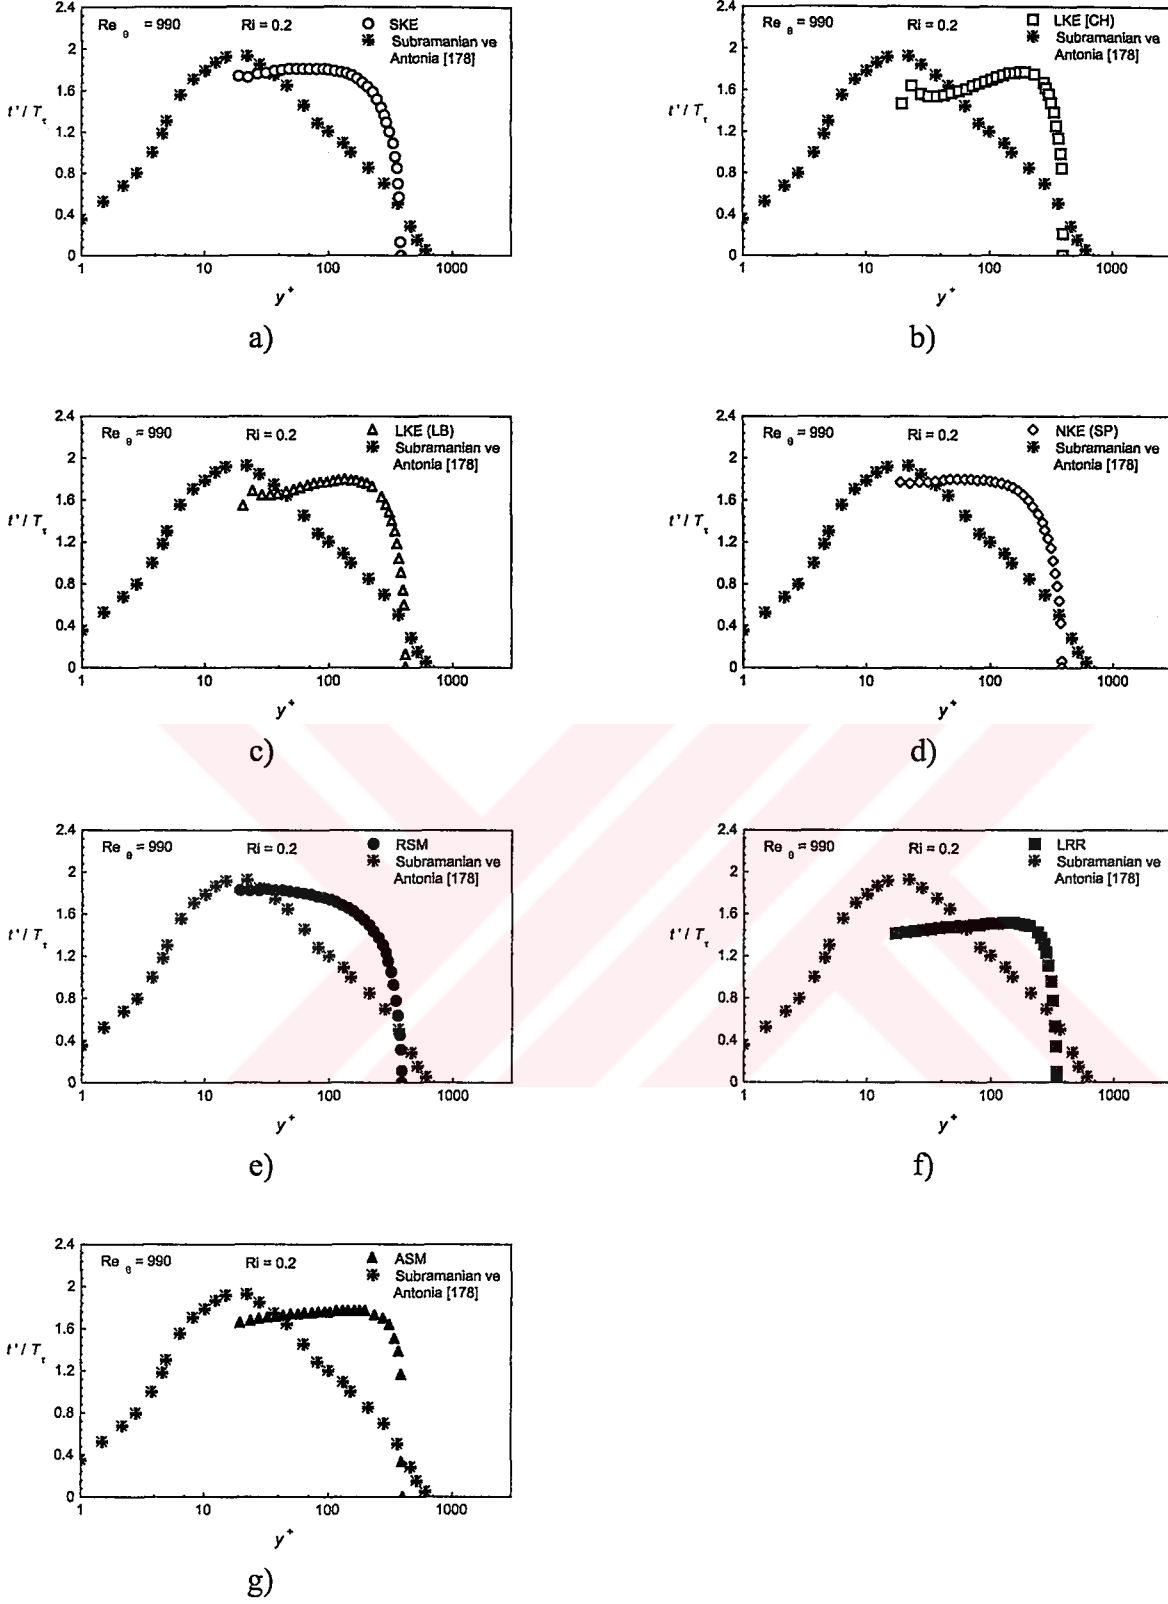 Re θ = 990 Ri = 0.2 SKE
Subramanian ve
Antonia [178]
2.4
2
1.6
t'/T τ
1.2
0.8
0.4
0
1 10 100 1000
y+
a)
Re θ = 990 Ri = 0.2 LKE [CH)
Subramanian ve
Antonia [178]
2.4
2
1.6
t'/T τ
1.2
0.8
0.4
0
1 10 100 1000
y+
b)
Re θ = 990 Ri = 0.2 LKE (LB)
Subramanian ve
Antonia [178]
2.4
2
1.6
t'/T τ
1.2
0.8
0.4
0
1 10 100 1000
y+
c)
Re θ = 990 Ri = 0.2 NKE (SP)
Subramanian ve
Antonia [178]
2.4
2
1.6
t'/T τ
1.2
0.8
0.4
0
1 10 100 1000
y+
d)
Re θ = 990 Ri = 0.2 RSM
Subramanian ve
Antonia [178]
2.4
2
1.6
t'/T τ
1.2
0.8
0.4
0
1 10 100 1000
y+
e)
Re θ = 990 Ri = 0.2 LRR
Subramanian ve
Antonia [178]
2.4
2
1.6
t'/T τ
1.2
0.8
0.4
0
1 10 100 1000
y+
f)
Re θ = 990 Ri = 0.2 ASM
Subramanian ve
Antonia [178]
2.4
2
1.6
t'/T τ
1.2
0.8
0.4
0
1 10 100 1000
y+
g)